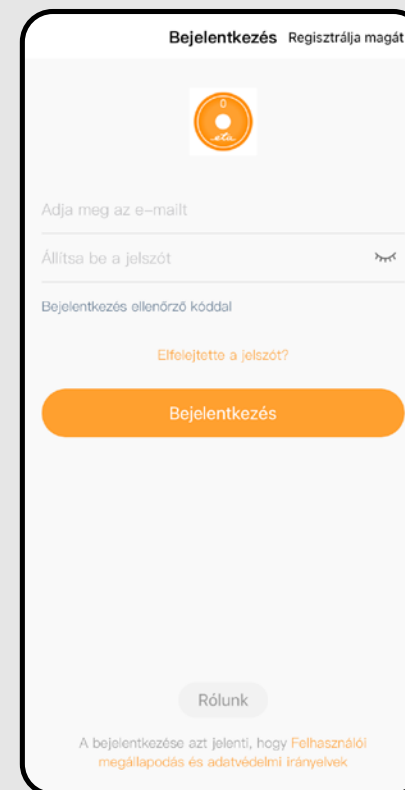 Bejelentkezés Regisztrálja magát
0
eta
Adja meg az e-mailt
Állítsa be a jelszót
Bejelentkezés ellenőrző kóddal
Elfelejtette a jelszót?
Bejelentkezés
Rólunk
A bejelentkezése azt jelenti, hogy Felhasználói
megállapodás és adatvédelmi irányelvek